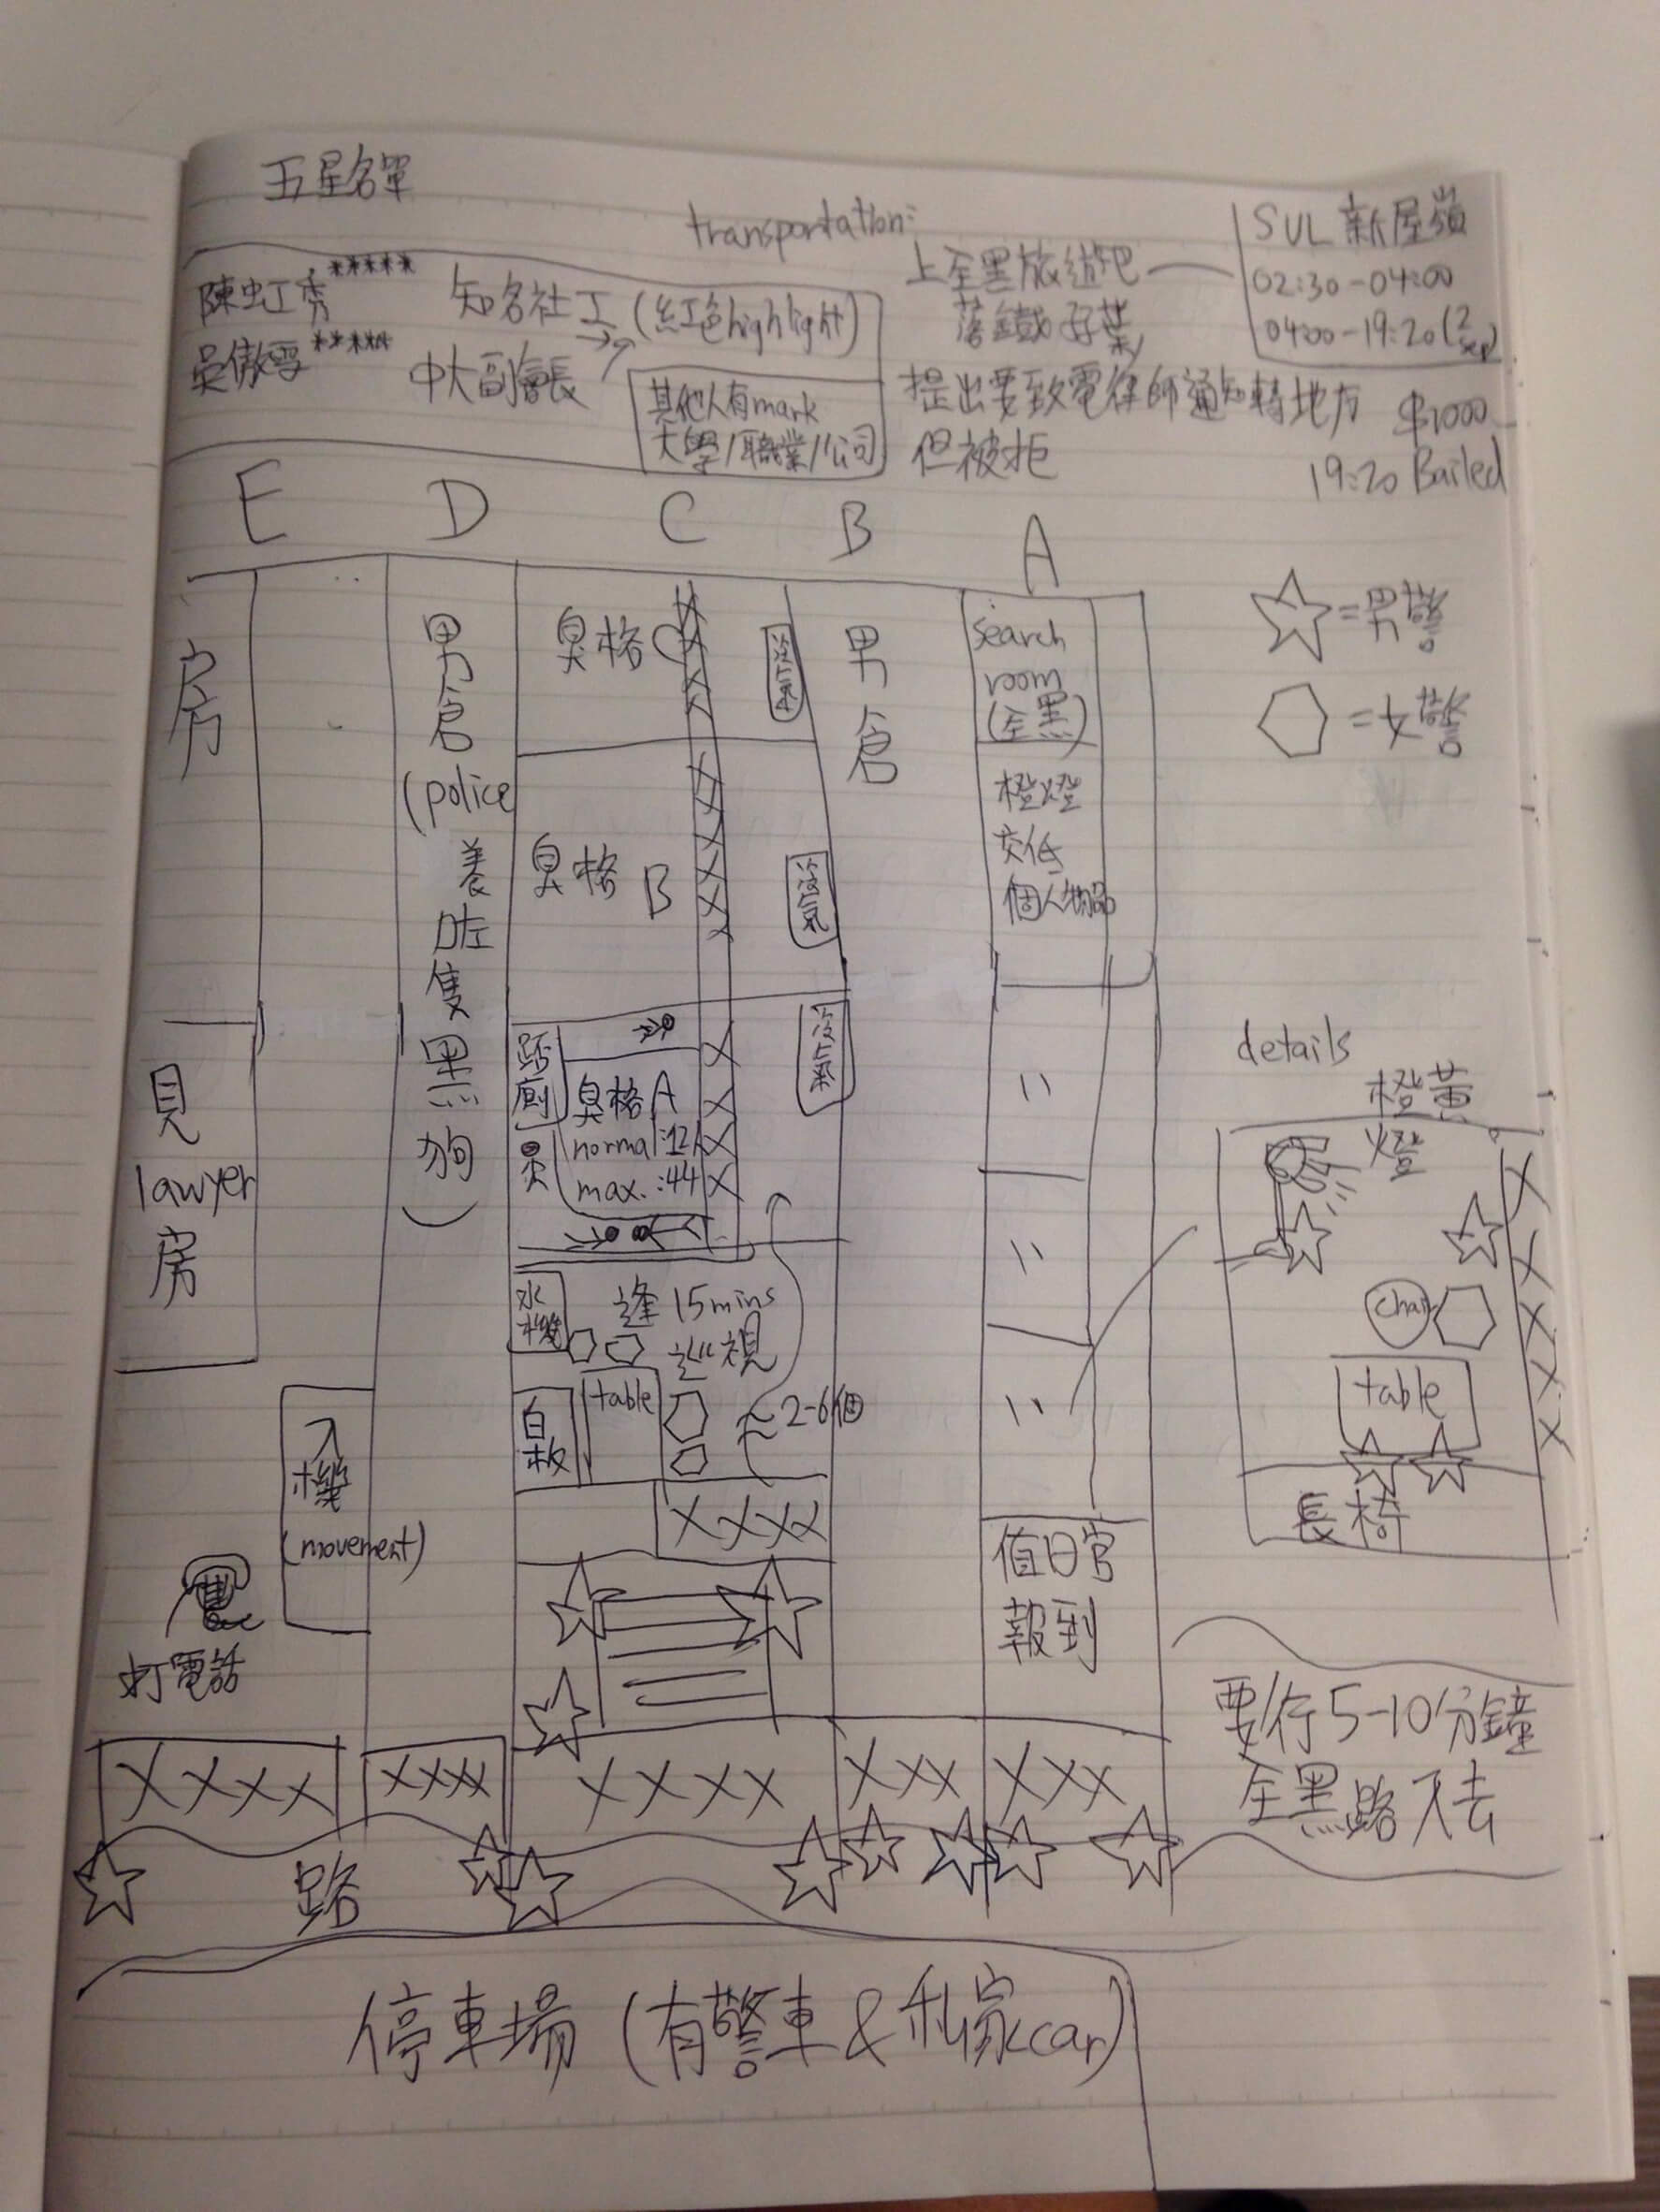 五星名單
transportation:
SUL 新屋嶺
02:30-04:00
04:00-19:20 (2 sep)
陳虹秀 *****
知名社工 (紅色highlight)
上全黑旅遊巴
落鐵
吳傲雪 *****
中大副會長
其他人有mark
大學/職業/公司
提出要致電律師通知轉地方
但被拒
$1000
19:20 Bailed
E D C B A
房
男倉
(police
養咗隻黑狗)
臭格 C
冷氣
男倉
search
room
(全黑)
☆=男警
⬡=女警
橙燈
交低
個人物品
臭格 B
冷氣
冷氣
踎廁
臭
臭格 A
normal:12
max.:44
見
lawyer
房
水機
逢15mins
巡視
白板
table
2-6個
入機
(movement)
XXXX
打電話
值日官
報到
details
橙黃
燈
XXXXX
chair
table
長椅
要行5-10分鐘
全黑路入去
XXXX
XXXX
XXXX
XXX
XXX
路
停車場 (有警車&私家car)